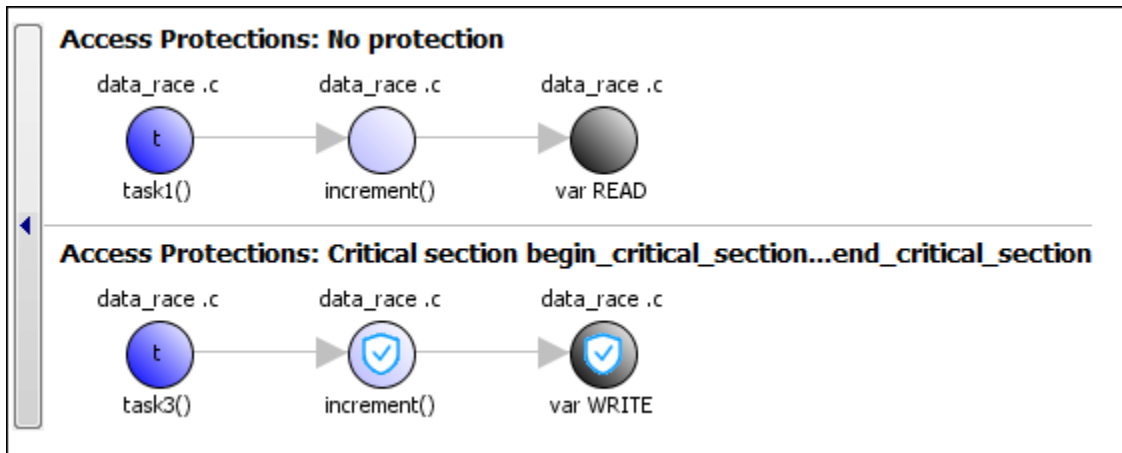 Access Protections: No protection
data_race .c data_race .c data_race .c
t
task1() increment() var READ
Access Protections: Critical section begin_critical_section...end_critical_section
data_race .c data_race .c data_race .c
t
task3() increment() var WRITE